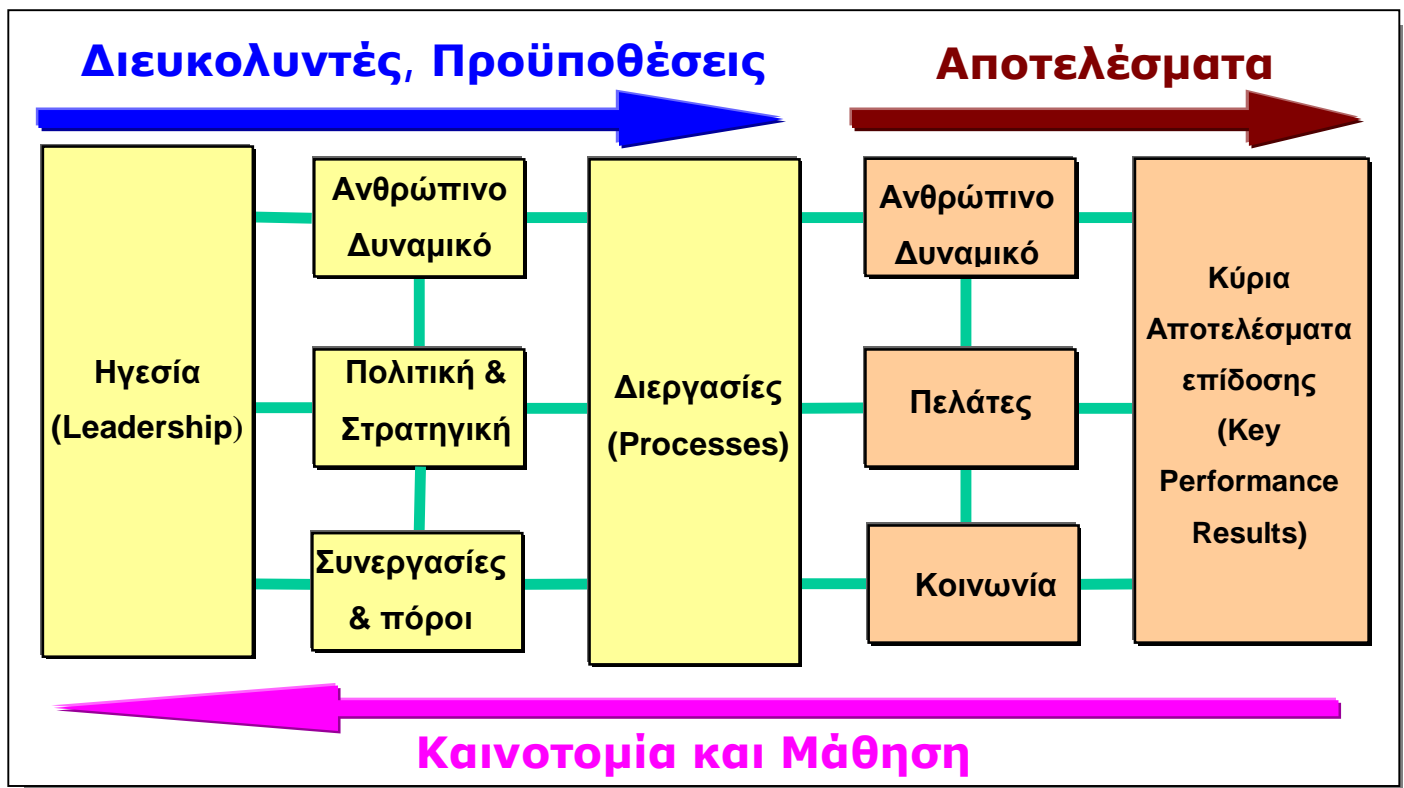 Διευκολυντές, Προϋποθέσεις
Αποτελέσματα
Ηγεσία
(Leadership)
Ανθρώπινο
Δυναμικό
Πολιτική &
Στρατηγική
Συνεργασίες
& πόροι
Διεργασίες
(Processes)
Ανθρώπινο
Δυναμικό
Πελάτες
Κοινωνία
Κύρια
Αποτελέσματα
επίδοσης
(Key
Performance
Results)
Καινοτομία και Μάθηση